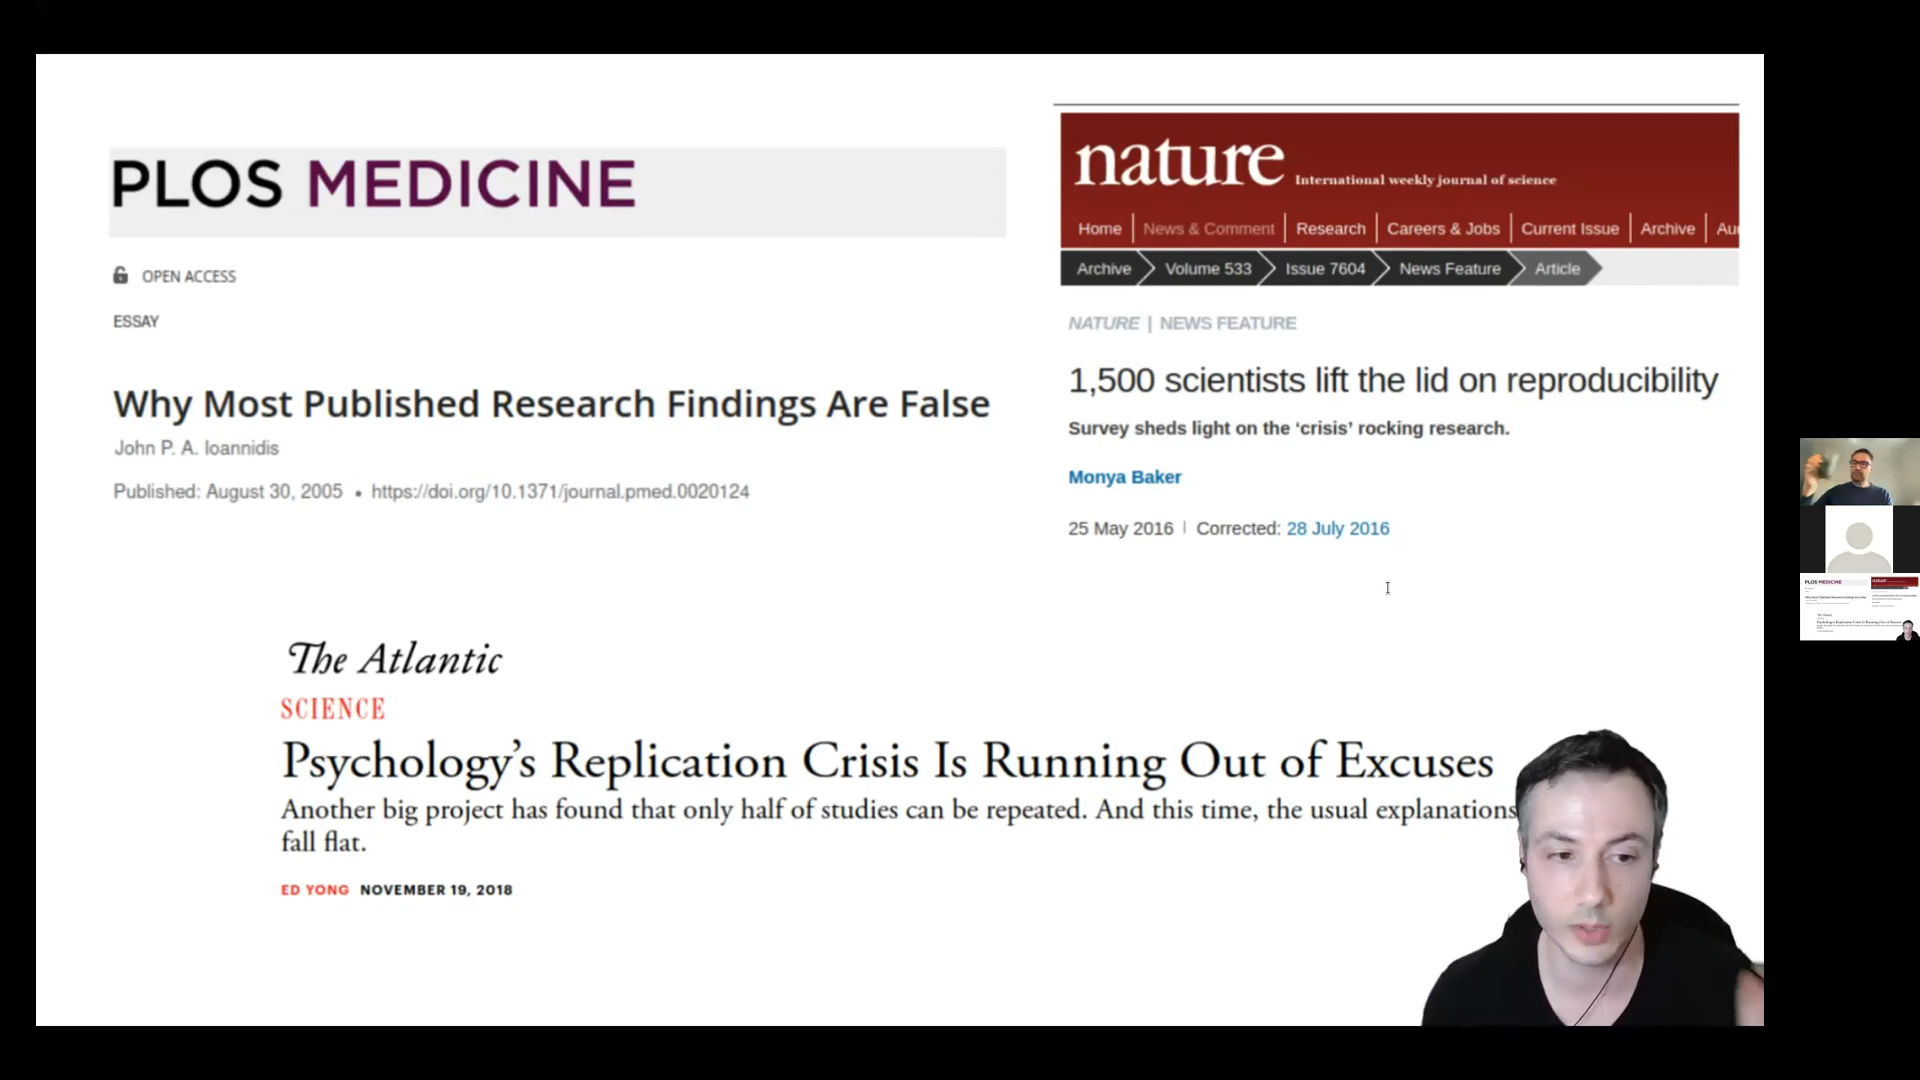 PLOS MEDICINE
OPEN ACCESS
ESSAY
Why Most Published Research Findings Are False
John P. A. Ioannidis
Published: August 30, 2005 • https://doi.org/10.1371/journal.pmed.0020124
nature International weekly journal of science
Home News & Comment Research Careers & Jobs Current Issue Archive
Archive Volume 533 Issue 7604 News Feature Article
NATURE | NEWS FEATURE
1,500 scientists lift the lid on reproducibility
Survey sheds light on the ‘crisis’ rocking research.
Monya Baker
25 May 2016 | Corrected: 28 July 2016
The Atlantic
SCIENCE
Psychology’s Replication Crisis Is Running Out of Excuses
Another big project has found that only half of studies can be repeated. And this time, the usual explanations
fall flat.
ED YONG NOVEMBER 19, 2018
PLOS MEDICINE